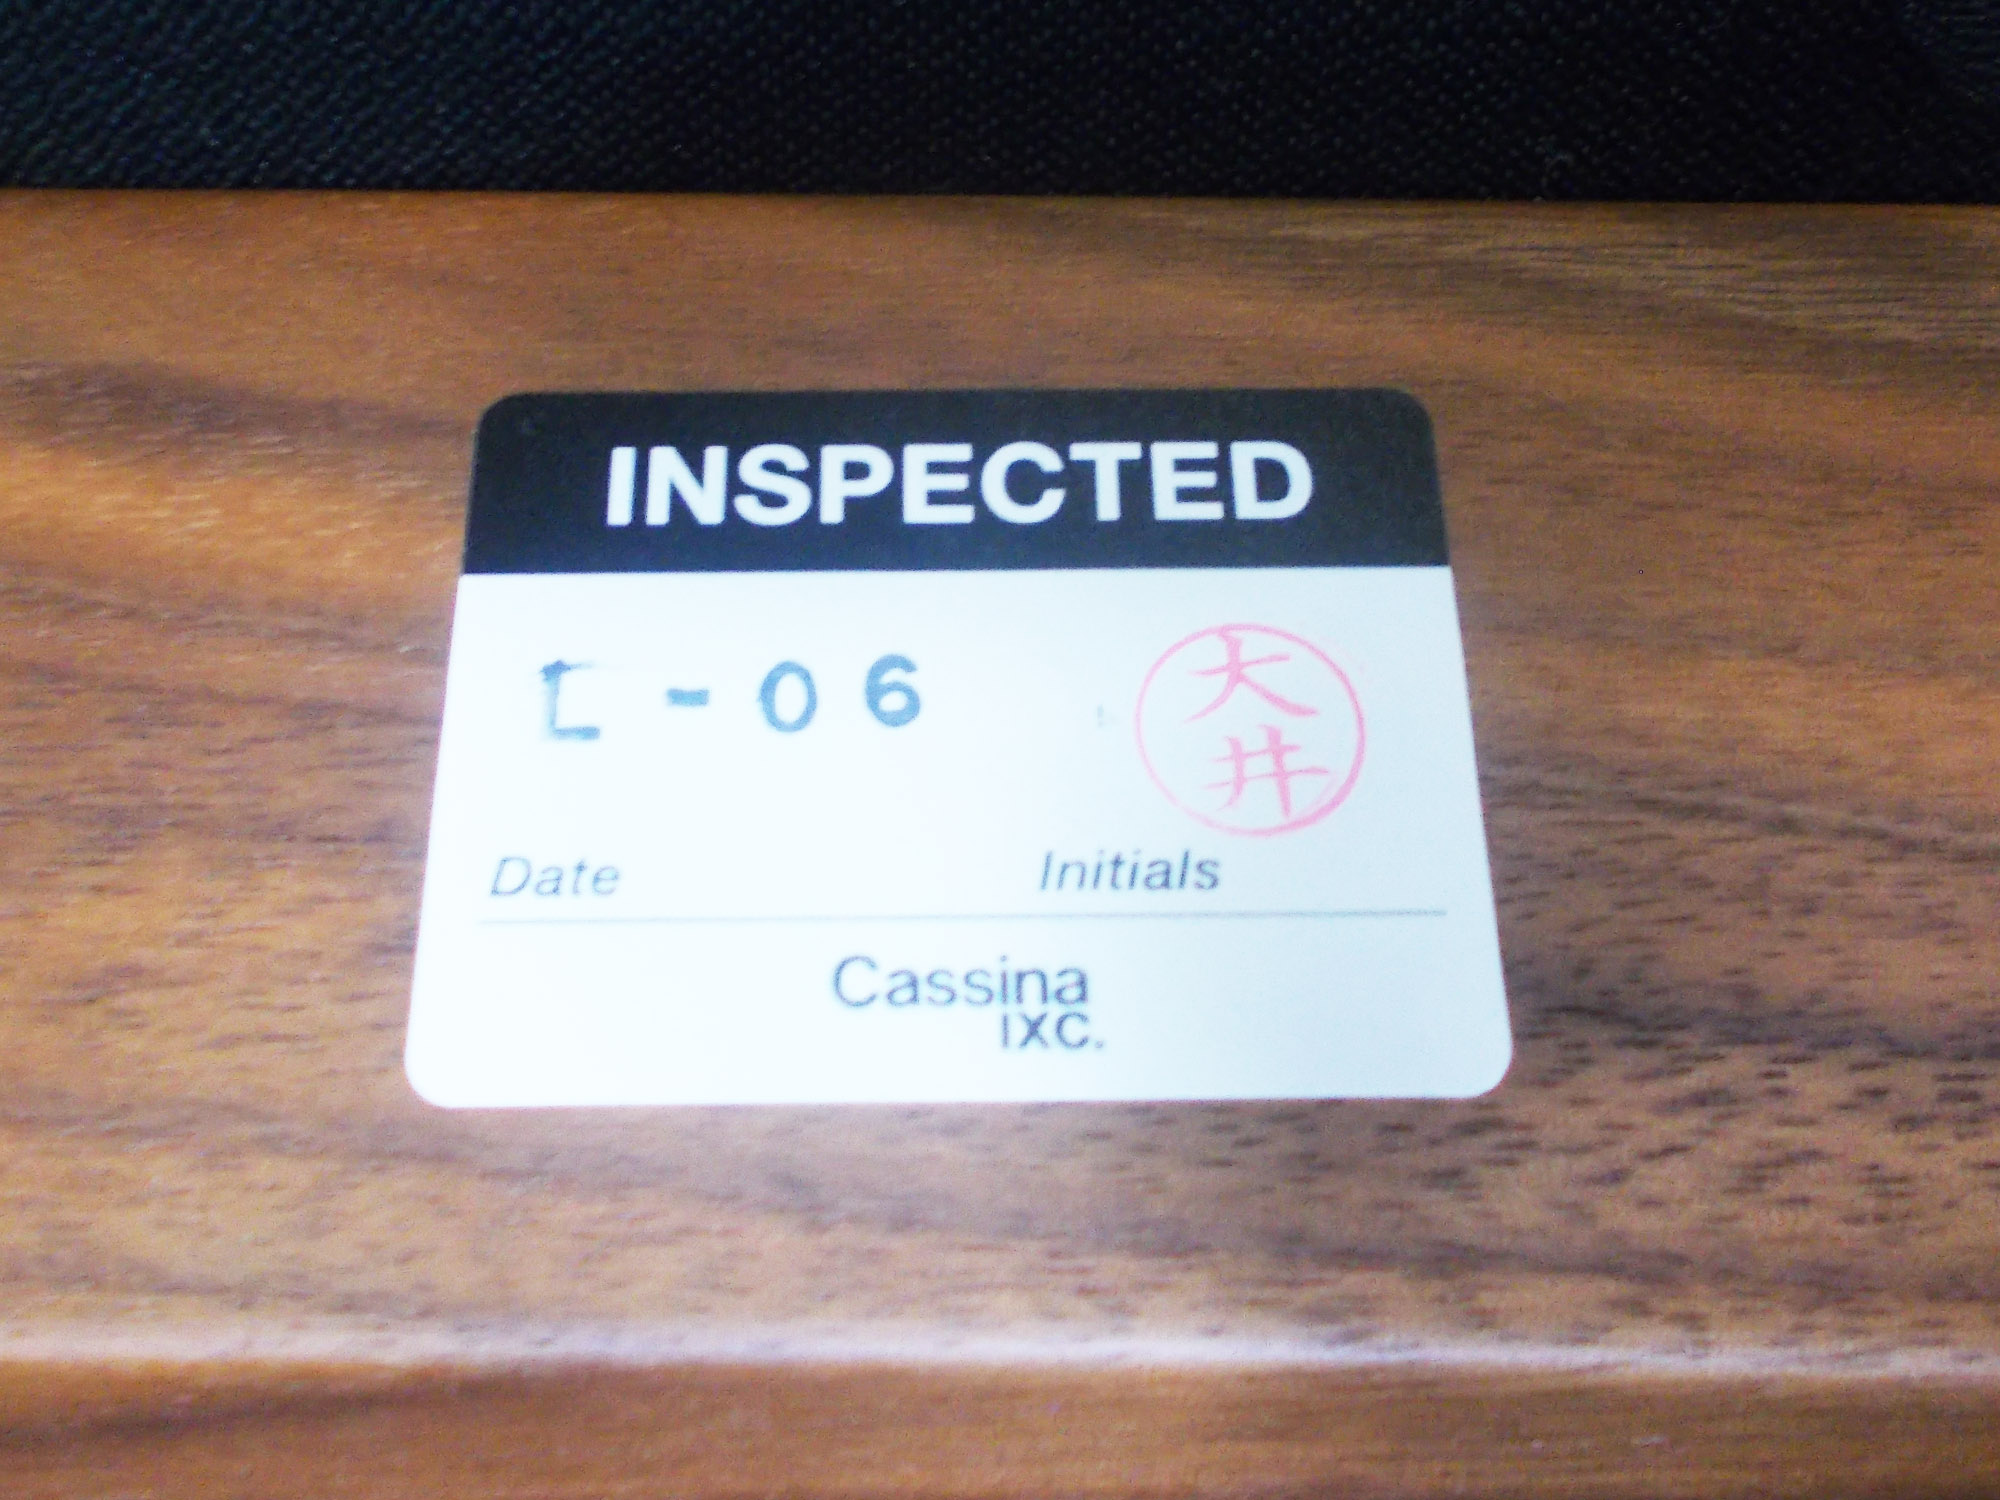 INSPECTED
L-06
大井
Date Initials
Cassina
IXC.